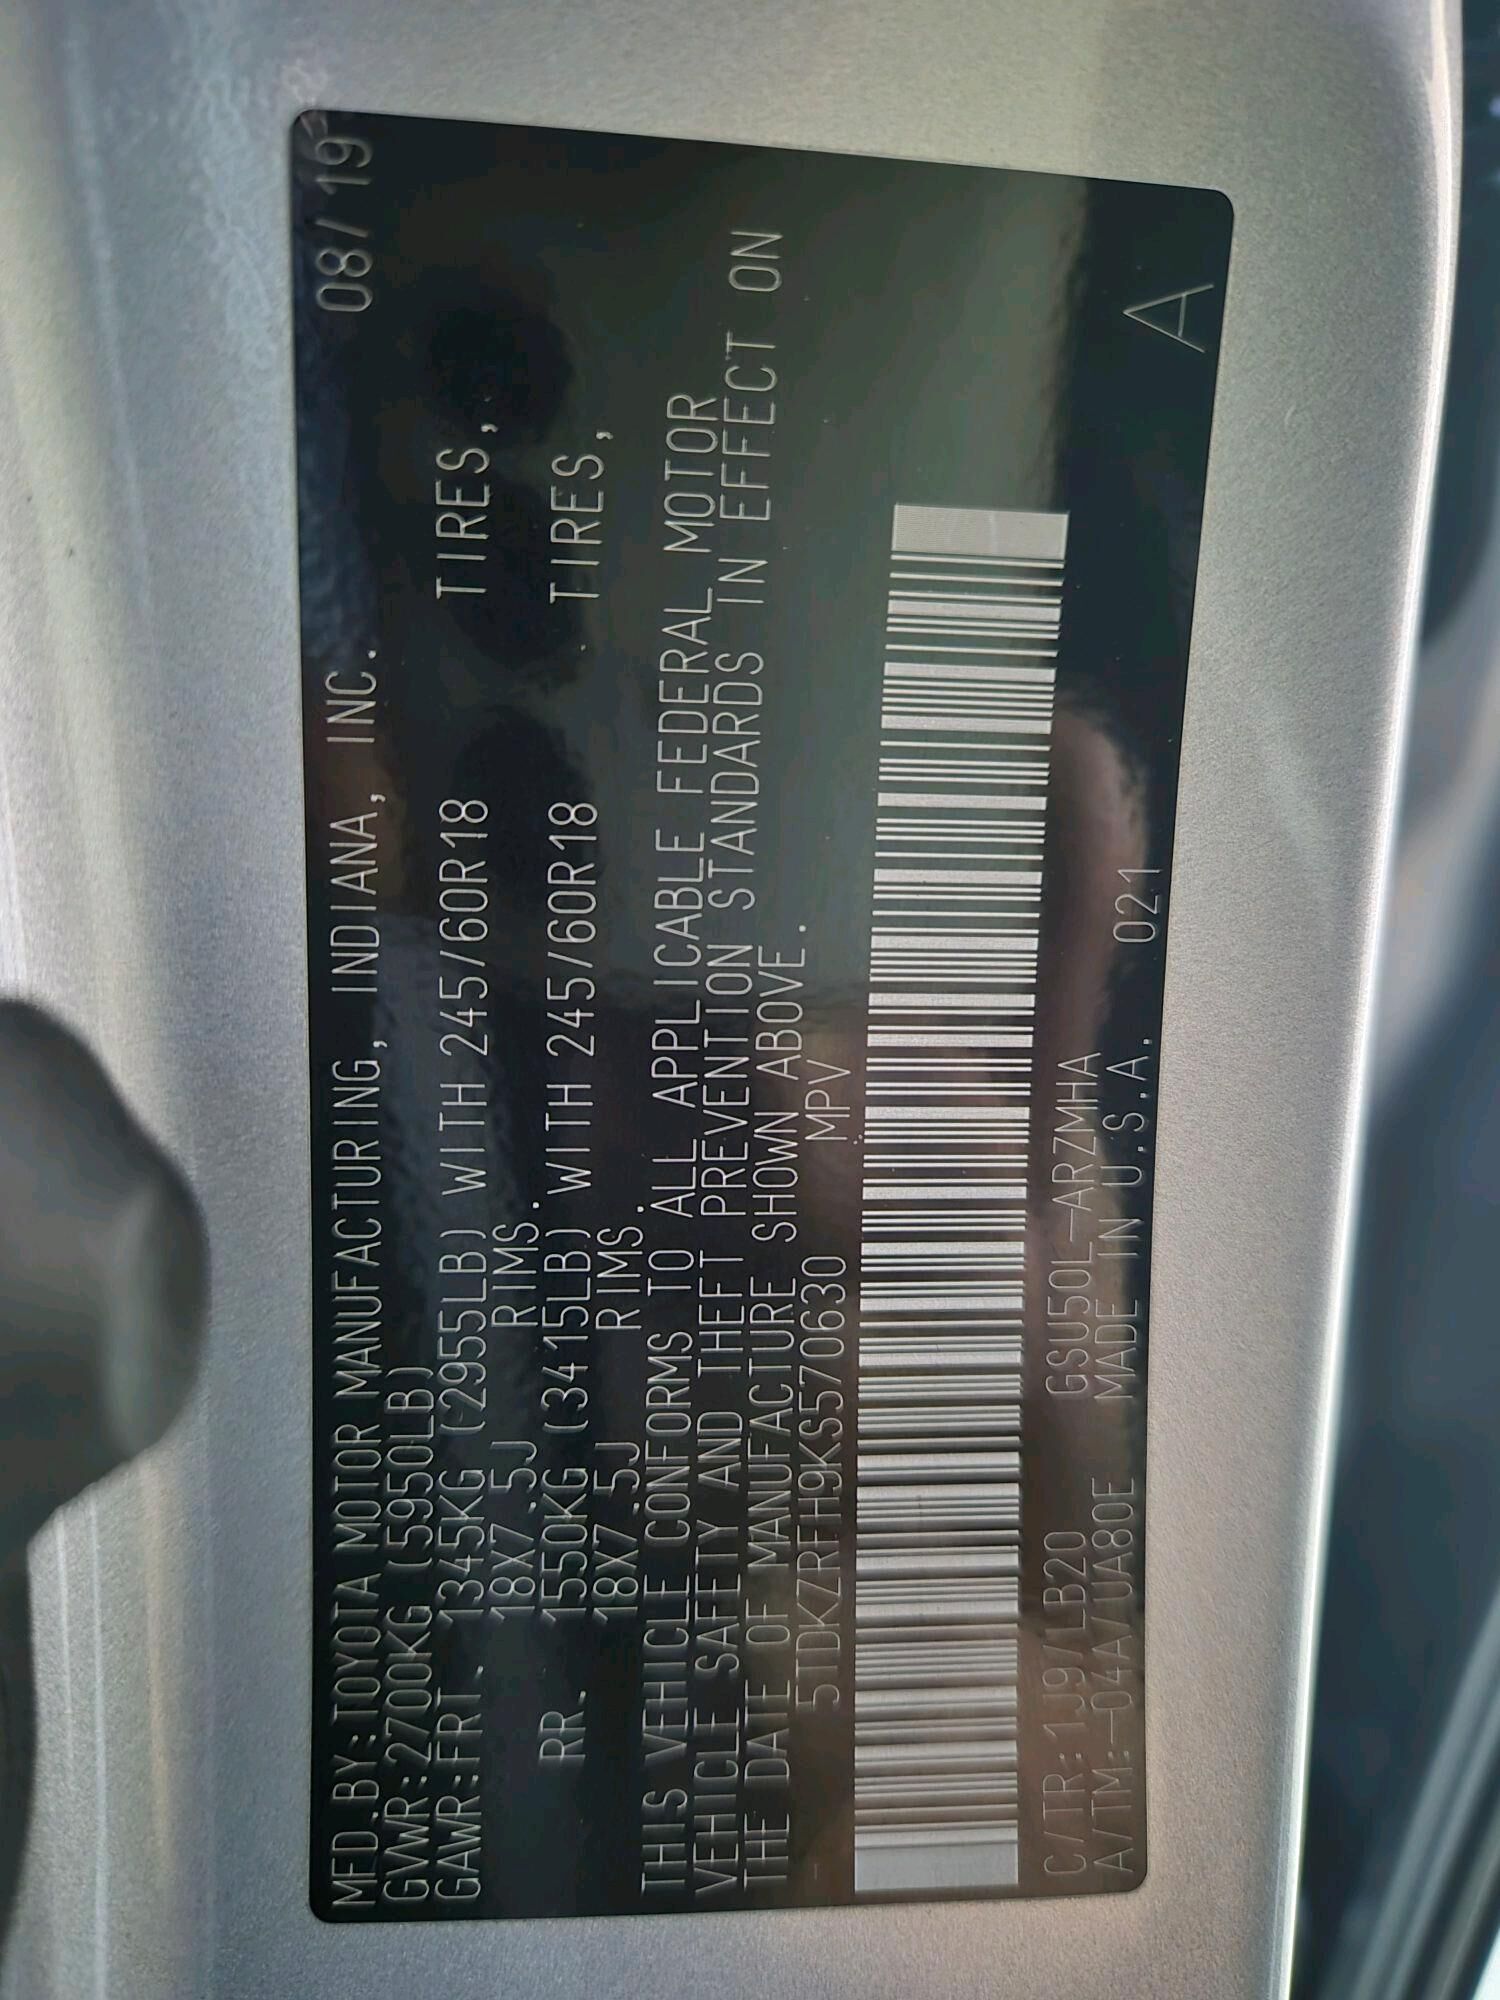 MFD.BY:TOYOTA MOTOR MANUFACTURING, INDIANA, INC. 08/19
GVWR:2700KG (5950LB)
GAWR:FRT. 1345KG (2955LB) WITH 245/60R18 TIRES,
18X7.5J RIMS.
RR. 1550KG (3415LB) WITH 245/60R18 TIRES,
18X7.5J RIMS.
THIS VEHICLE CONFORMS TO ALL APPLICABLE FEDERAL MOTOR
VEHICLE SAFETY AND THEFT PREVENTION STANDARDS IN EFFECT ON
THE DATE OF MANUFACTURE SHOWN ABOVE.
5TDKZRFH9KS570630 MPV
C/TR:1J9/LB20 GSU50L-ARZMHA
A/TM:-04A/UA80E MADE IN U.S.A. 021
A